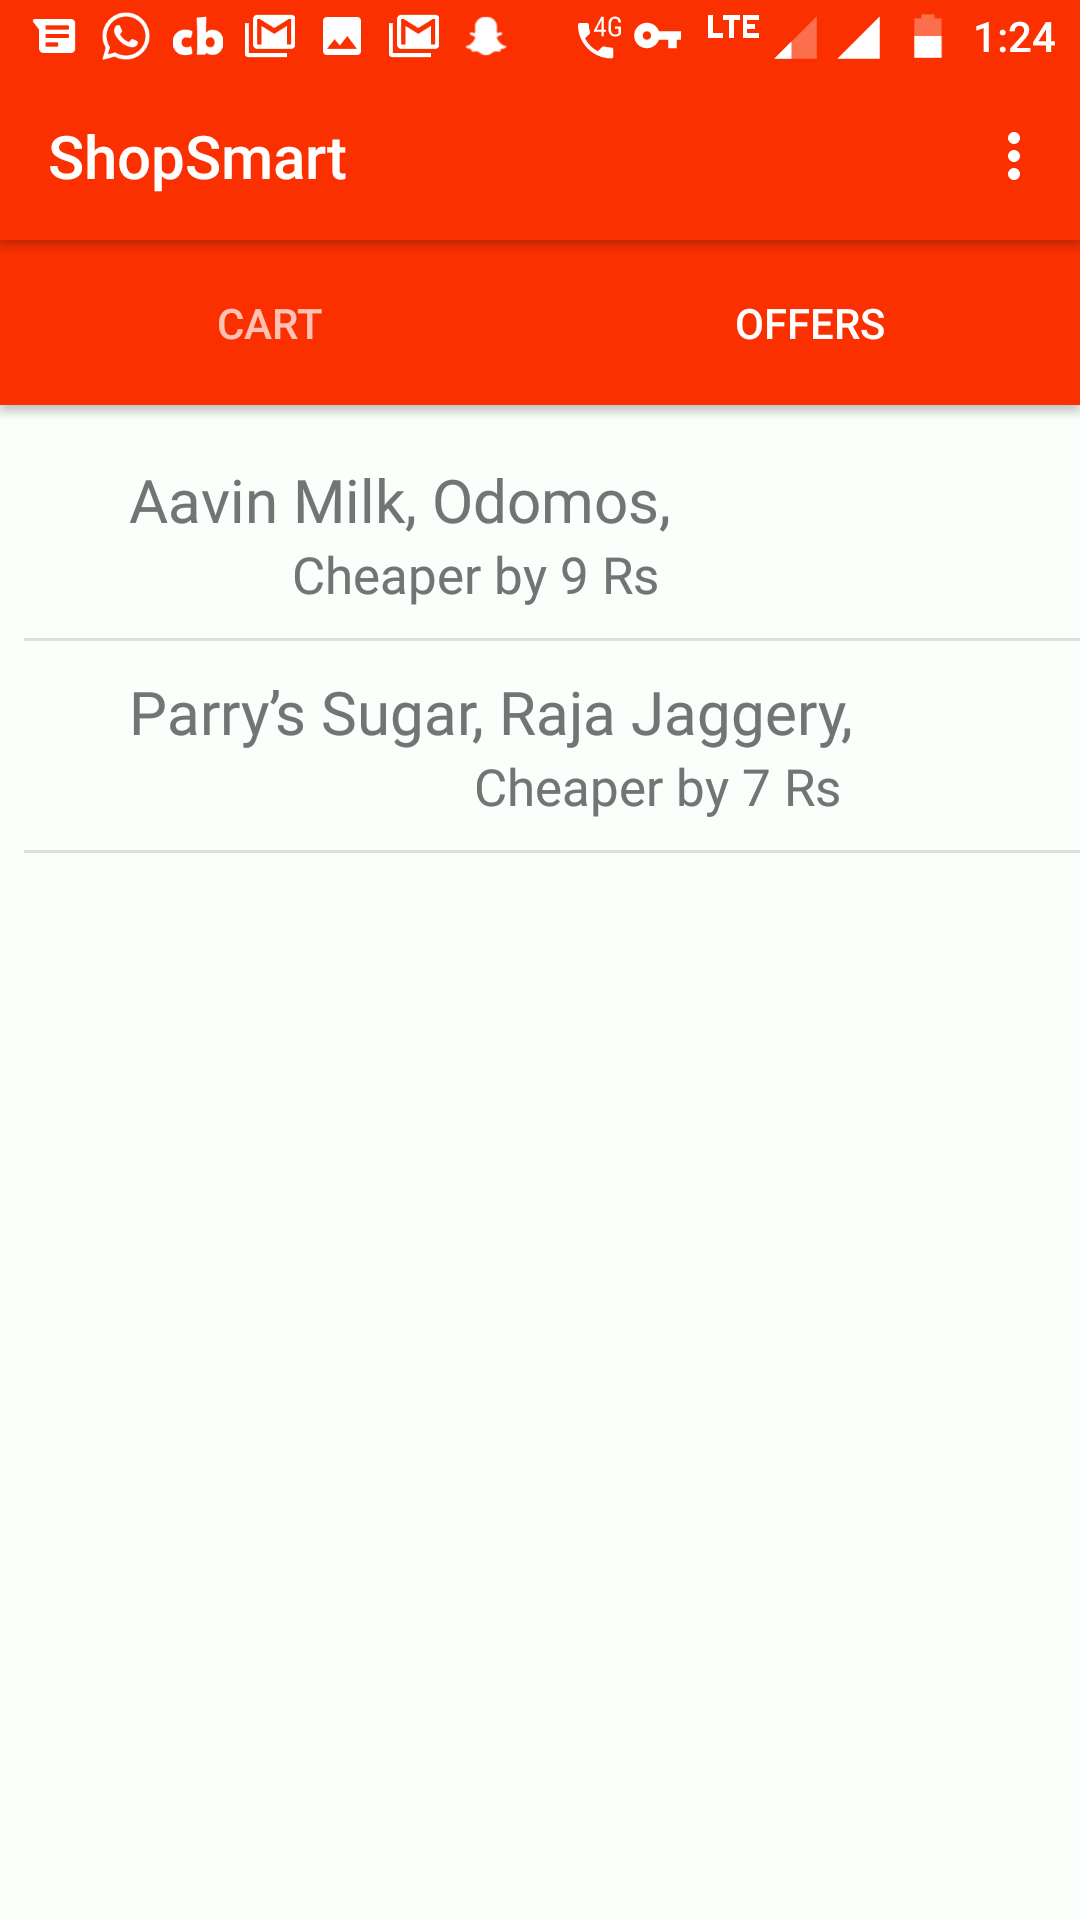 cb 4G LTE 1:24
ShopSmart
CART OFFERS
Aavin Milk, Odomos,
Cheaper by 9 Rs
Parry’s Sugar, Raja Jaggery,
Cheaper by 7 Rs